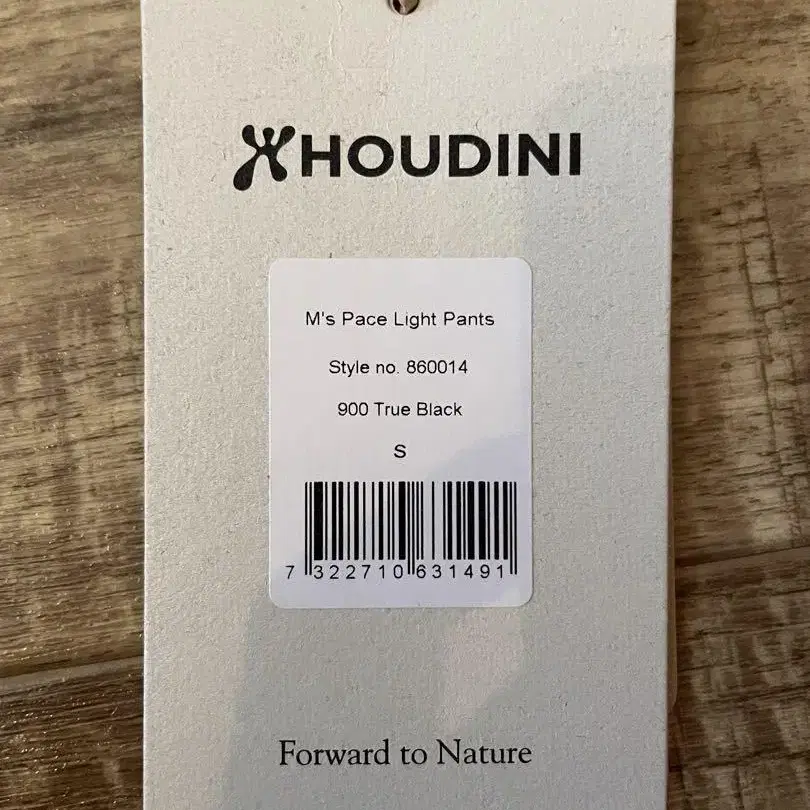 HOUDINI
M's Pace Light Pants
Style no. 860014
900 True Black
S
7 322710 631491
Forward to Nature